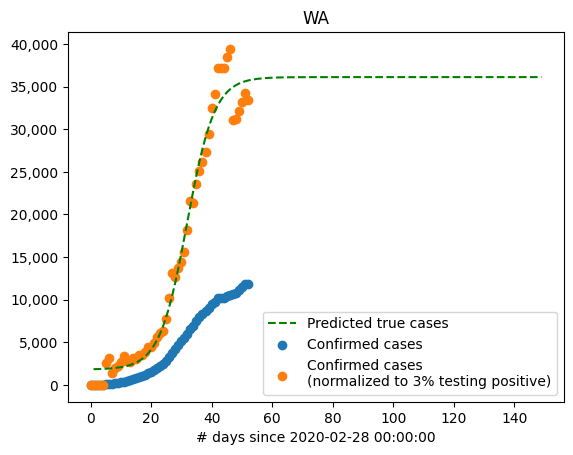 WA
40,000
35,000
30,000
25,000
20,000
15,000
10,000
5,000
0
0 20 40 60 80 100 120 140
# days since 2020-02-28 00:00:00
Predicted true cases
Confirmed cases
Confirmed cases
(normalized to 3% testing positive)